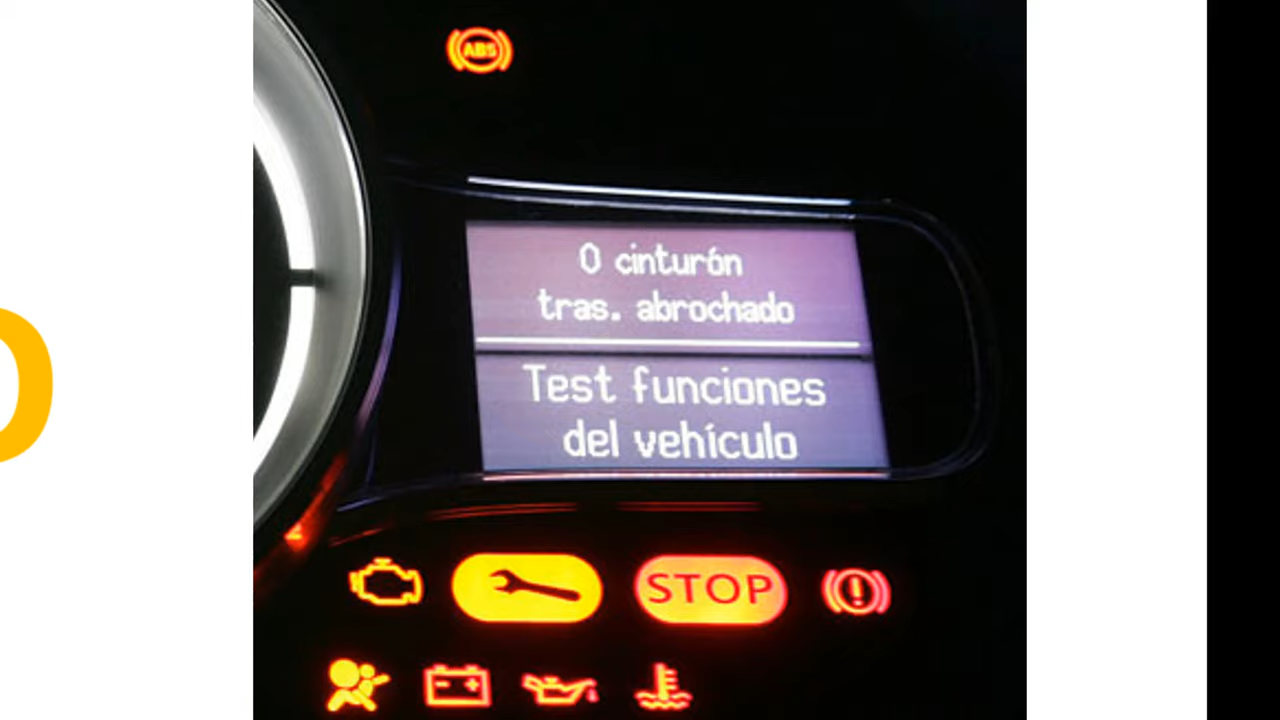 ABS
0 cinturón
tras. abrochado
Test funciones
del vehículo
STOP